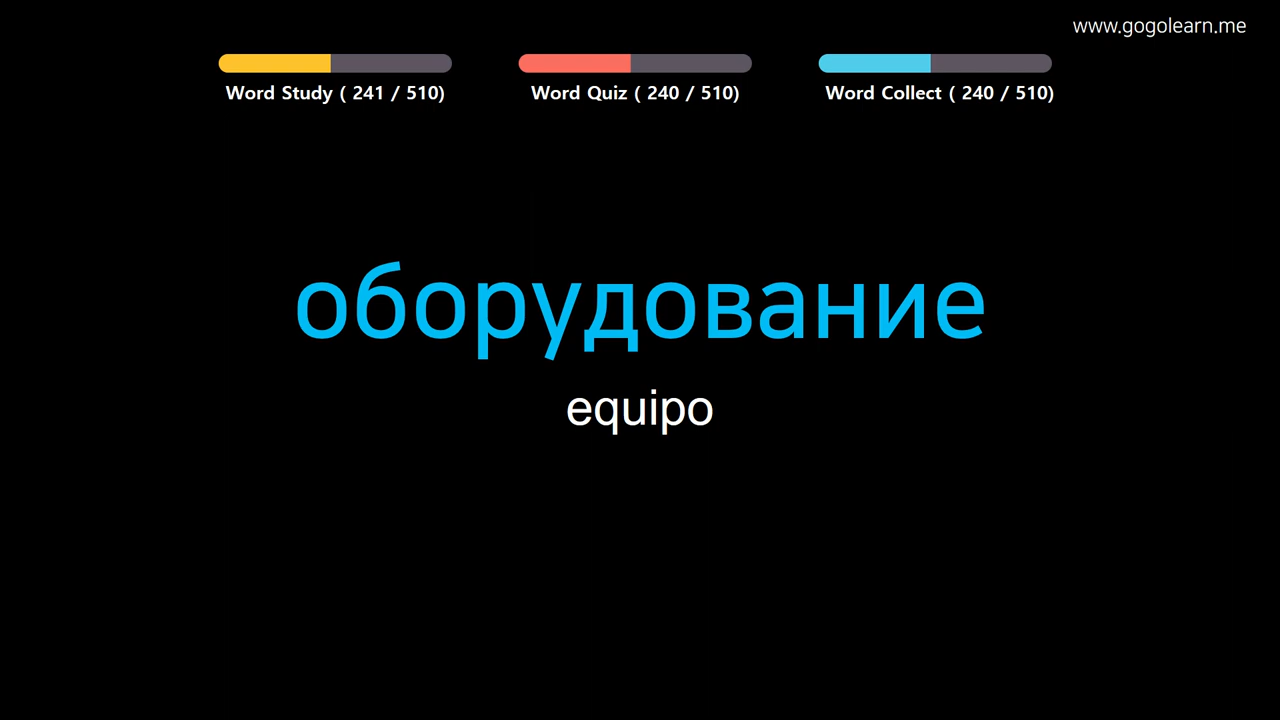 www.gogolearn.me
Word Study ( 241 / 510)
Word Quiz ( 240 / 510)
Word Collect ( 240 / 510)
оборудование
equipo